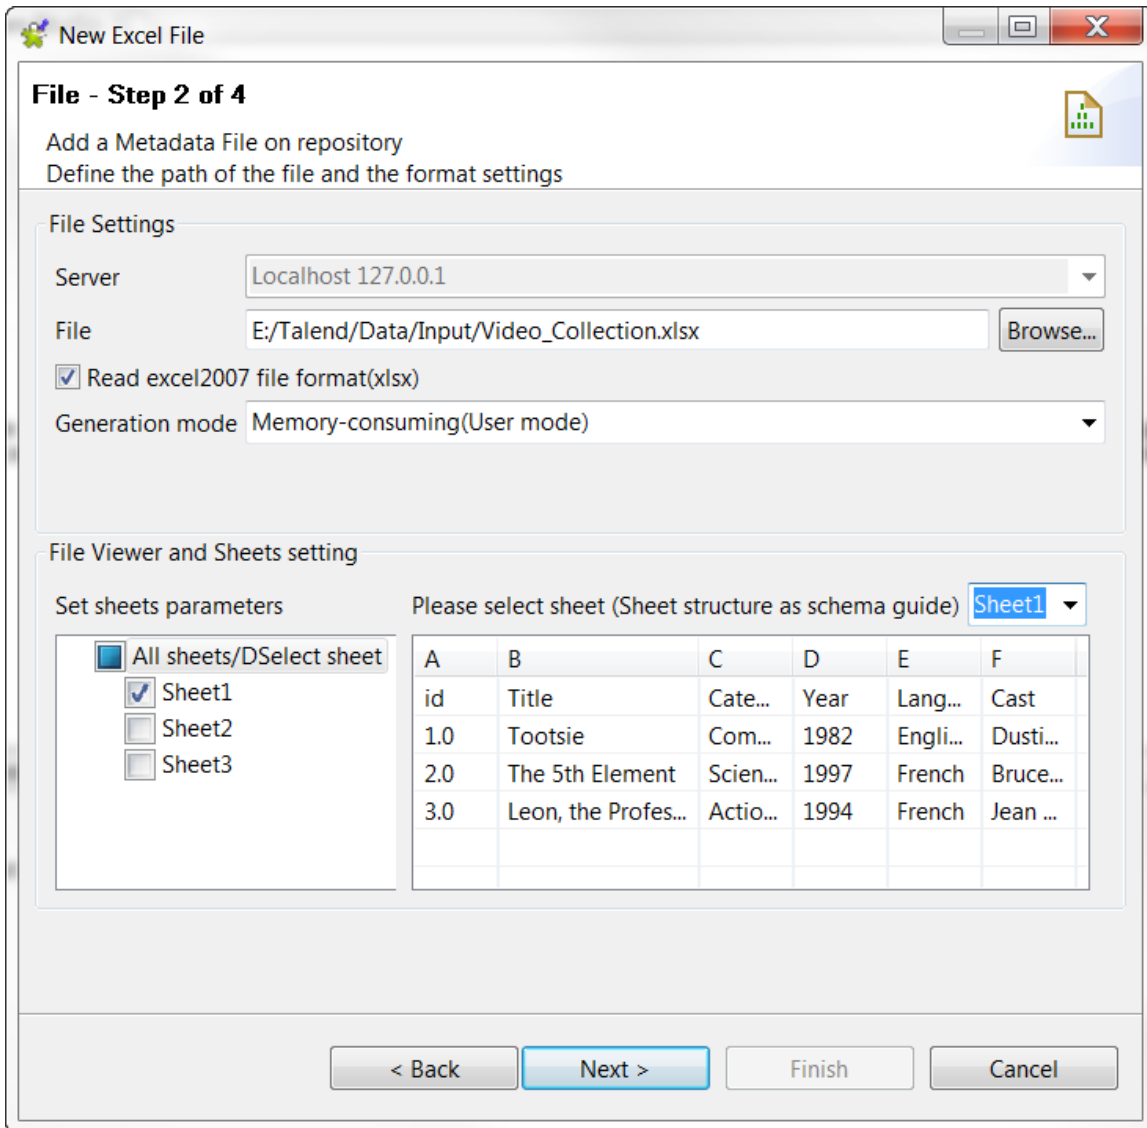 New Excel File
File - Step 2 of 4
Add a Metadata File on repository
Define the path of the file and the format settings
File Settings
Server Localhost 127.0.0.1
File E:/Talend/Data/Input/Video_Collection.xlsx Browse...
Read excel2007 file format(xlsx)
Generation mode Memory-consuming(User mode)
File Viewer and Sheets setting
Set sheets parameters Please select sheet (Sheet structure as schema guide) Sheet1
All sheets/DSelect sheet
Sheet1
Sheet2
Sheet3
A B C D E F
id Title Cate... Year Lang... Cast
1.0 Tootsie Com... 1982 Engli... Dusti...
2.0 The 5th Element Scien... 1997 French Bruce...
3.0 Leon, the Profes... Actio... 1994 French Jean ...
< Back Next > Finish Cancel